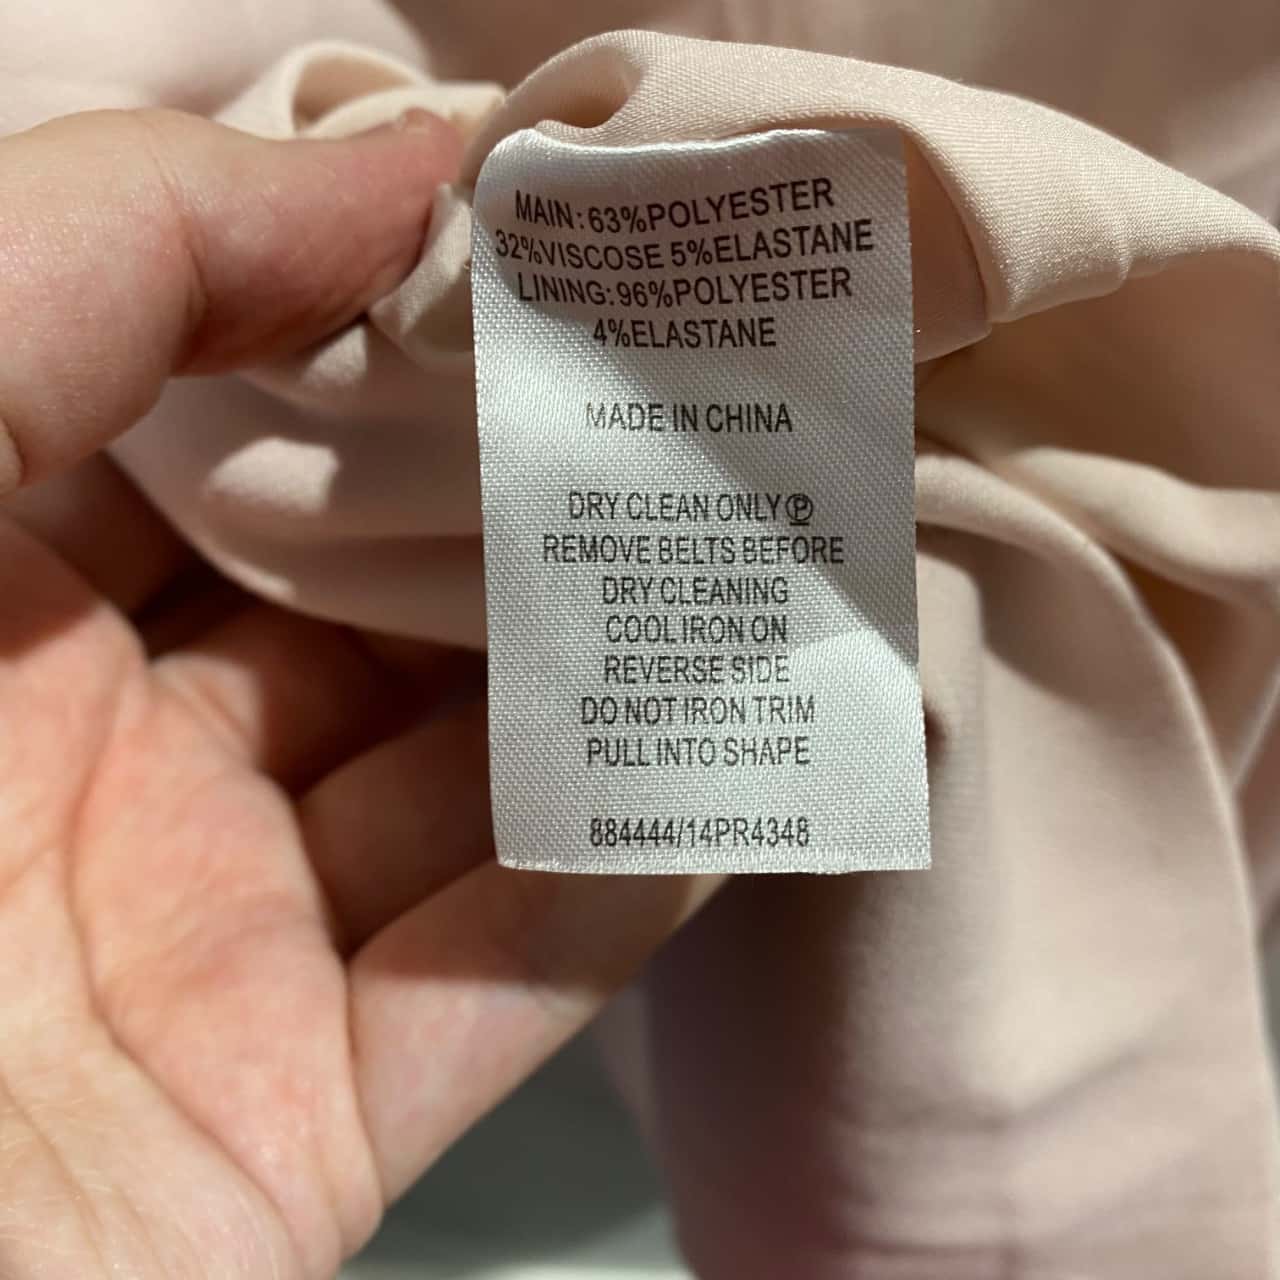 MAIN: 63%POLYESTER
32%VISCOSE 5%ELASTANE
LINING: 96%POLYESTER
4%ELASTANE
MADE IN CHINA
DRY CLEAN ONLY Ⓟ
REMOVE BELTS BEFORE
DRY CLEANING
COOL IRON ON
REVERSE SIDE
DO NOT IRON TRIM
PULL INTO SHAPE
884444/14PR4348